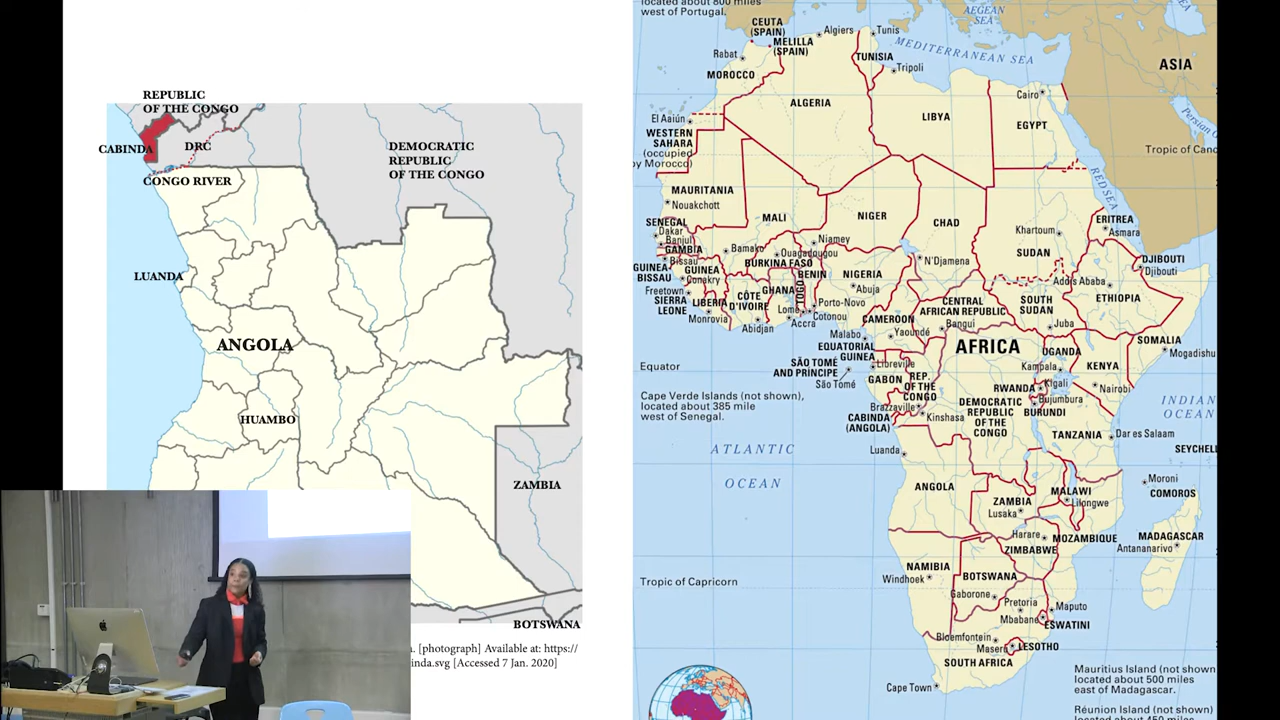 REPUBLIC
OF THE CONGO
CABINDA
DRC
CONGO RIVER
DEMOCRATIC
REPUBLIC
OF THE CONGO
LUANDA
ANGOLA
HUAMBO
ZAMBIA
BOTSWANA
[photograph] Available at: https://
[Accessed 7 Jan. 2020]
located about 800 miles
west of Portugal.
AEGEAN
SEA
CEUTA
(SPAIN)
Algiers
Tunis
MELILLA
(SPAIN)
MEDITERRANEAN SEA
Rabat
TUNISIA
Tripoli
ASIA
MOROCCO
ALGERIA
Cairo
LIBYA
EGYPT
El Aaiún
WESTERN
SAHARA
(occupied
by Morocco)
Persian
Tropic of
RED SEA
MAURITANIA
Nouakchott
MALI
NIGER
CHAD
SENEGAL
Dakar
Banjul
GAMBIA
Bissau
GUINEA
BISSAU
ERITREA
Asmara
Khartoum
SUDAN
Niamey
Bamako
Ouagadougou
BURKINA FASO
N'Djamena
DJIBOUTI
Djibouti
GUINEA
Conakry
BENIN
NIGERIA
Abuja
Addis Ababa
ETHIOPIA
Freetown
SIERRA
LEONE
LIBERIA
Monrovia
CÔTE
D'IVOIRE
GHANA
TOGO
Lome
Porto-Novo
Cotonou
Accra
Abidjan
CENTRAL
AFRICAN REPUBLIC
Bangui
SOUTH
SUDAN
Juba
CAMEROON
Yaoundé
Malabo
EQUATORIAL
GUINEA
AFRICA
UGANDA
Kampala
KENYA
SOMALIA
Mogadishu
Equator
SÃO TOMÉ
AND PRÍNCIPE
São Tomé
Libreville
GABON
REP.
OF THE
CONGO
RWANDA
Kigali
Nairobi
Bujumbura
BURUNDI
INDIAN
OCEAN
Cape Verde Islands (not shown),
located about 385 mile
west of Senegal.
Brazzaville
Kinshasa
DEMOCRATIC
REPUBLIC
OF THE
CONGO
CABINDA
(ANGOLA)
TANZANIA
Dar es Salaam
ATLANTIC
OCEAN
Luanda
SEYCHELL
ANGOLA
ZAMBIA
Lusaka
MALAWI
Lilongwe
Moroni
COMOROS
Harare
ZIMBABWE
MOZAMBIQUE
MADAGASCAR
Antananarivo
NAMIBIA
Windhoek
BOTSWANA
Gaborone
Tropic of Capricorn
Pretoria
Maputo
Mbabane
ESWATINI
Bloemfontein
Maseru
LESOTHO
SOUTH AFRICA
Cape Town
Mauritius Island (not shown
located about 500 miles
east of Madagascar.
Réunion Island (not shown
located about 450 miles